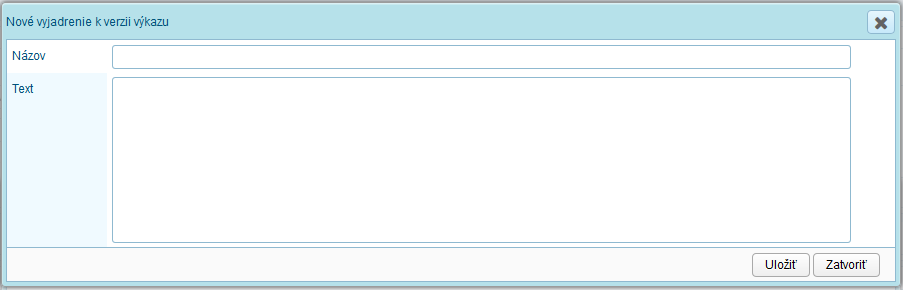 Nové vyjadrenie k verzii výkazu
Názov
Text
Uložiť Zatvoriť